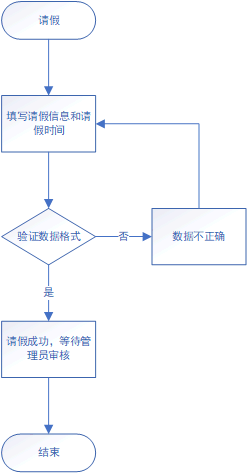 请假
填写请假信息和请
假时间
验证数据格式
否
数据不正确
是
请假成功，等待管
理员审核
结束